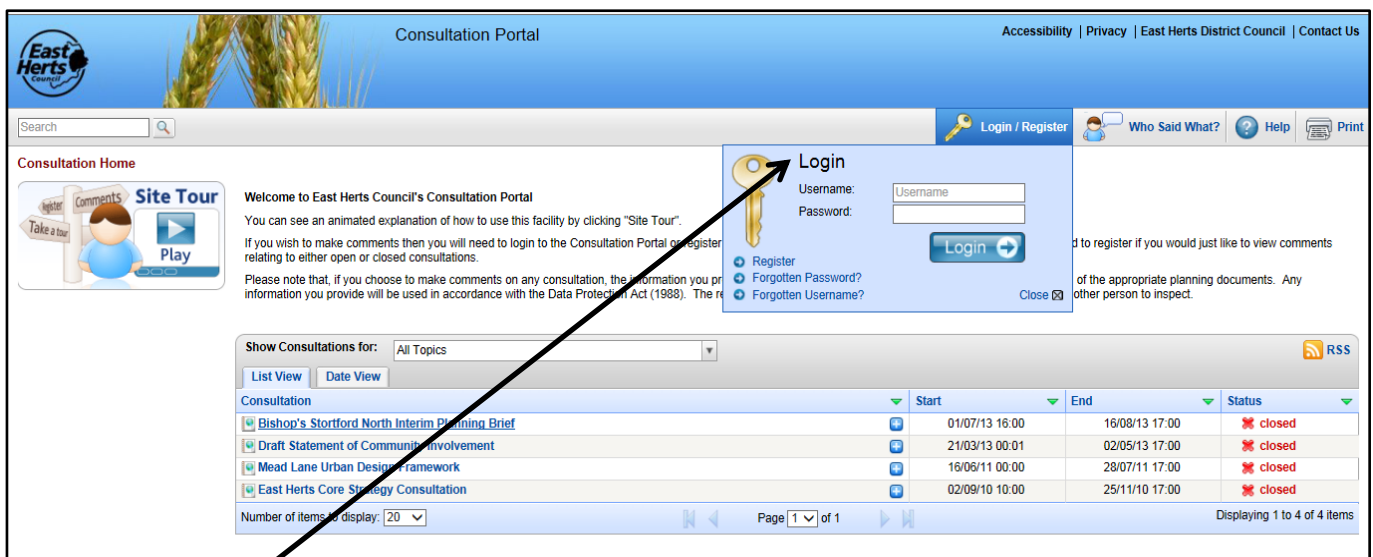 East
Herts
Council
Consultation Portal
Accessibility | Privacy | East Herts District Council | Contact Us
Search
Login / Register
Who Said What?
Help
Print
Consultation Home
Register
Comments
Take a tour
Site Tour
Play
Welcome to East Herts Council's Consultation Portal
You can see an animated explanation of how to use this facility by clicking "Site Tour".
If you wish to make comments then you will need to login to the Consultation Portal or register
d to register if you would just like to view comments
relating to either open or closed consultations.
Please note that, if you choose to make comments on any consultation, the information you pr
of the appropriate planning documents. Any
information you provide will be used in accordance with the Data Protection Act (1988). The re
other person to inspect.
Login
Username:
Username
Password:
Login
Register
Forgotten Password?
Forgotten Username?
Close
Show Consultations for:
All Topics
RSS
List View
Date View
Consultation Start End Status
Bishop's Stortford North Interim Planning Brief 01/07/13 16:00 16/08/13 17:00 closed
Draft Statement of Community Involvement 21/03/13 00:01 02/05/13 17:00 closed
Mead Lane Urban Design Framework 16/06/11 00:00 28/07/11 17:00 closed
East Herts Core Strategy Consultation 02/09/10 10:00 25/11/10 17:00 closed
Number of items to display: 20
Page 1 of 1
Displaying 1 to 4 of 4 items